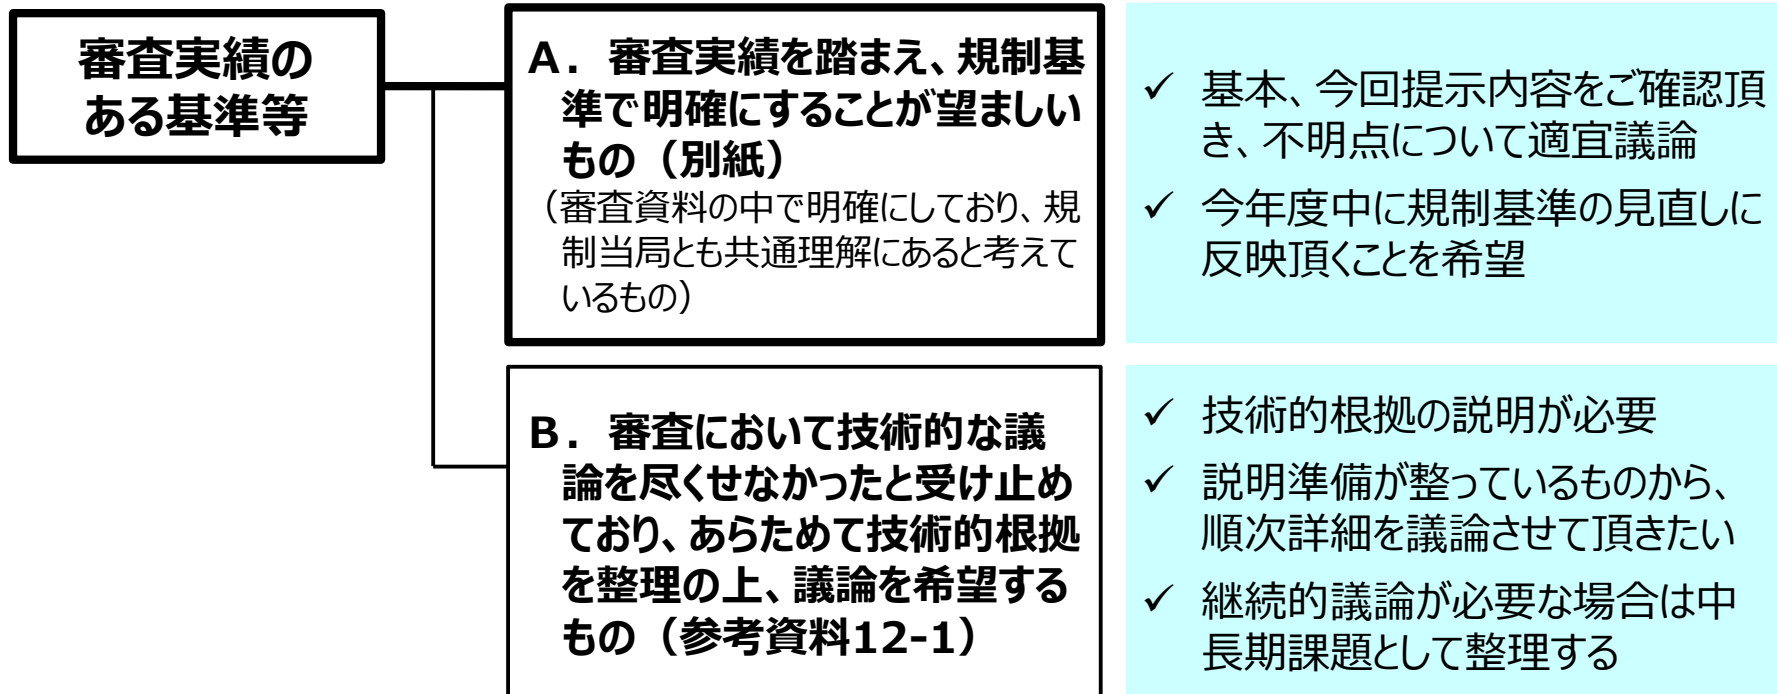 審査実績の
ある基準等
A．審査実績を踏まえ、規制基
準で明確にすることが望ましい
もの（別紙）
（審査資料の中で明確にしており、規
制当局とも共通理解にあると考えて
いるもの）
✓ 基本、今回提示内容をご確認頂
き、不明点について適宜議論
✓ 今年度中に規制基準の見直しに
反映頂くことを希望
B．審査において技術的な議
論を尽くせなかったと受け止め
ており、あらためて技術的根拠
を整理の上、議論を希望する
もの（参考資料12-1）
✓ 技術的根拠の説明が必要
✓ 説明準備が整っているものから、
順次詳細を議論させて頂きたい
✓ 継続的議論が必要な場合は中
長期課題として整理する